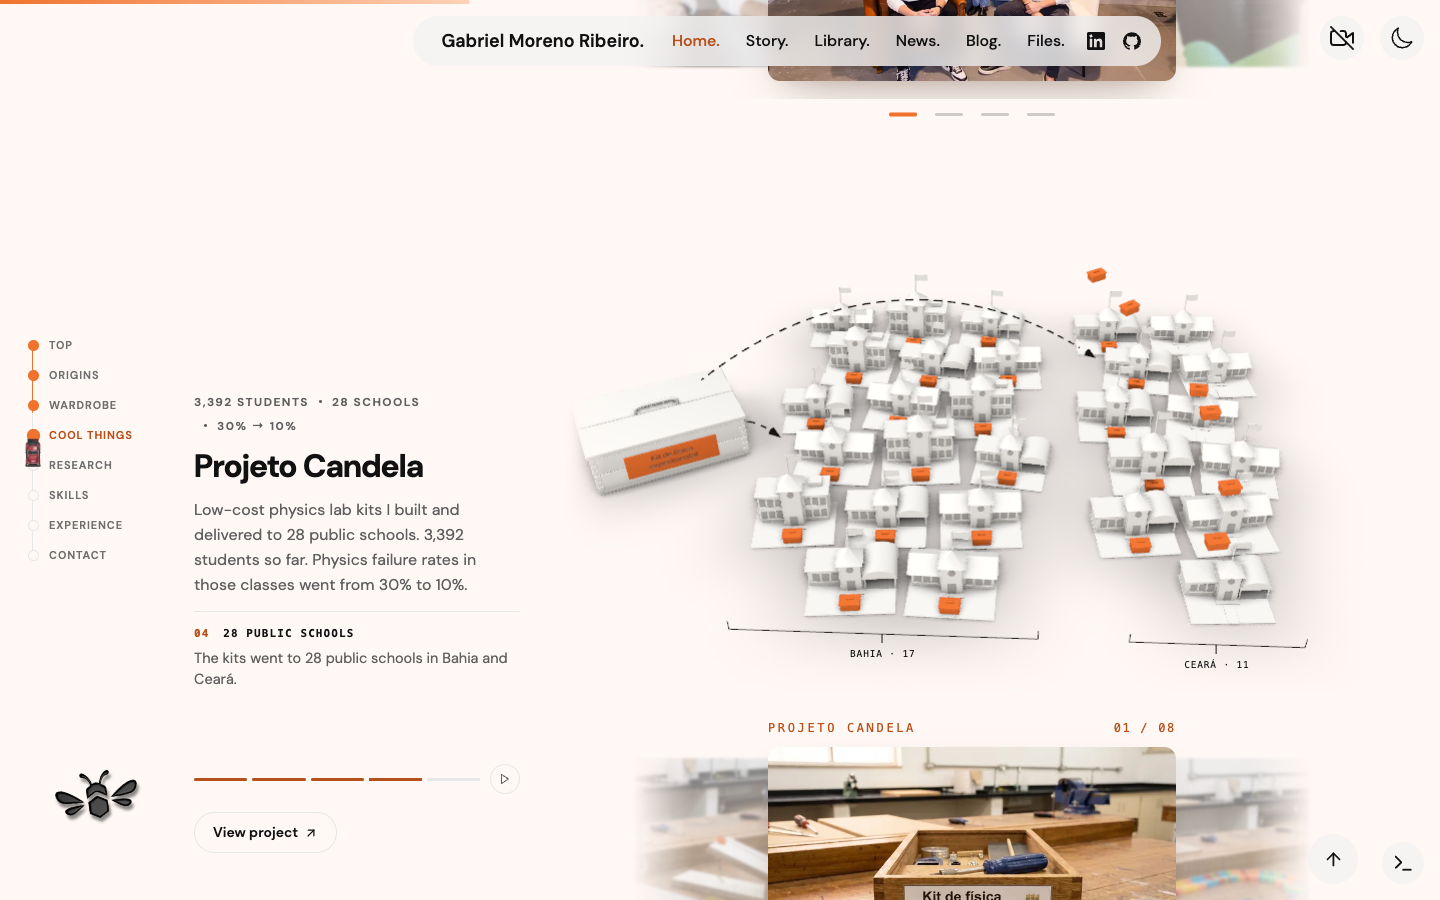 Gabriel Moreno Ribeiro.
Home.
Story.
Library.
News.
Blog.
Files.
TOP
ORIGINS
WARDROBE
COOL THINGS
RESEARCH
SKILLS
EXPERIENCE
CONTACT
3,392 STUDENTS • 28 SCHOOLS
• 30% → 10%
Projeto Candela
Low-cost physics lab kits I built and
delivered to 28 public schools. 3,392
students so far. Physics failure rates in
those classes went from 30% to 10%.
04 28 PUBLIC SCHOOLS
The kits went to 28 public schools in Bahia and
Ceará.
View project
BAHIA · 17
CEARÁ · 11
PROJETO CANDELA
01 / 08
Kit de física